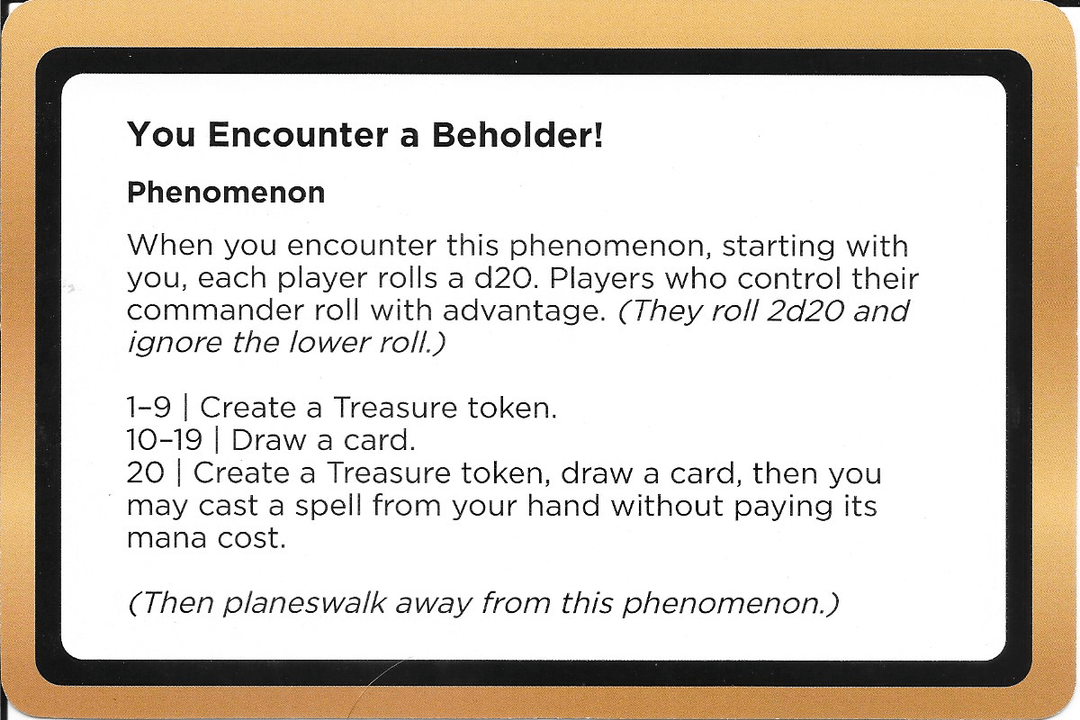 You Encounter a Beholder!
Phenomenon
When you encounter this phenomenon, starting with
you, each player rolls a d20. Players who control their
commander roll with advantage. (They roll 2d20 and
ignore the lower roll.)
1–9 | Create a Treasure token.
10–19 | Draw a card.
20 | Create a Treasure token, draw a card, then you
may cast a spell from your hand without paying its
mana cost.
(Then planeswalk away from this phenomenon.)